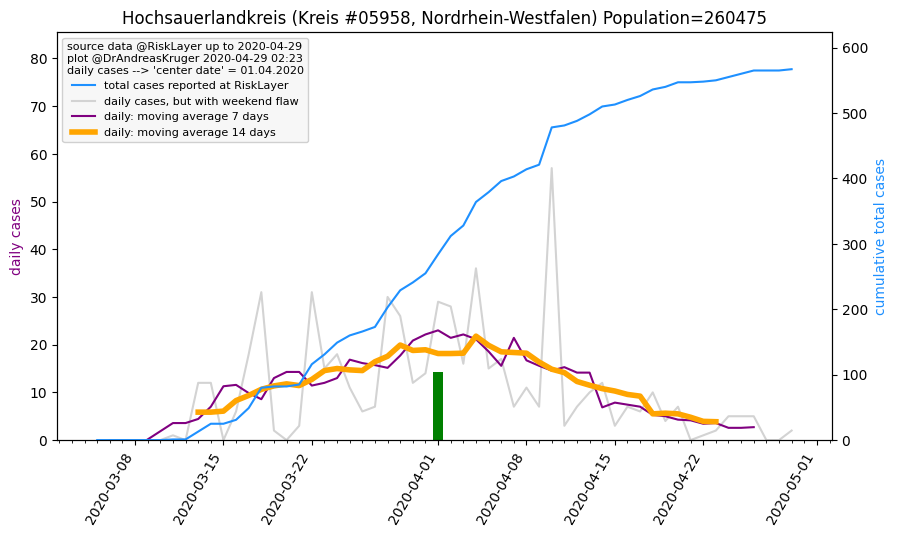 Hochsauerlandkreis (Kreis #05958, Nordrhein-Westfalen) Population=260475
source data @RiskLayer up to 2020-04-29
plot @DrAndreasKruger 2020-04-29 02:23
daily cases --> 'center date' = 01.04.2020
total cases reported at RiskLayer
daily cases, but with weekend flaw
daily: moving average 7 days
daily: moving average 14 days
daily cases
80
70
60
50
40
30
20
10
0
600
500
400
300
200
100
0
cumulative total cases
2020-03-08
2020-03-15
2020-03-22
2020-04-01
2020-04-08
2020-04-15
2020-04-22
2020-05-01